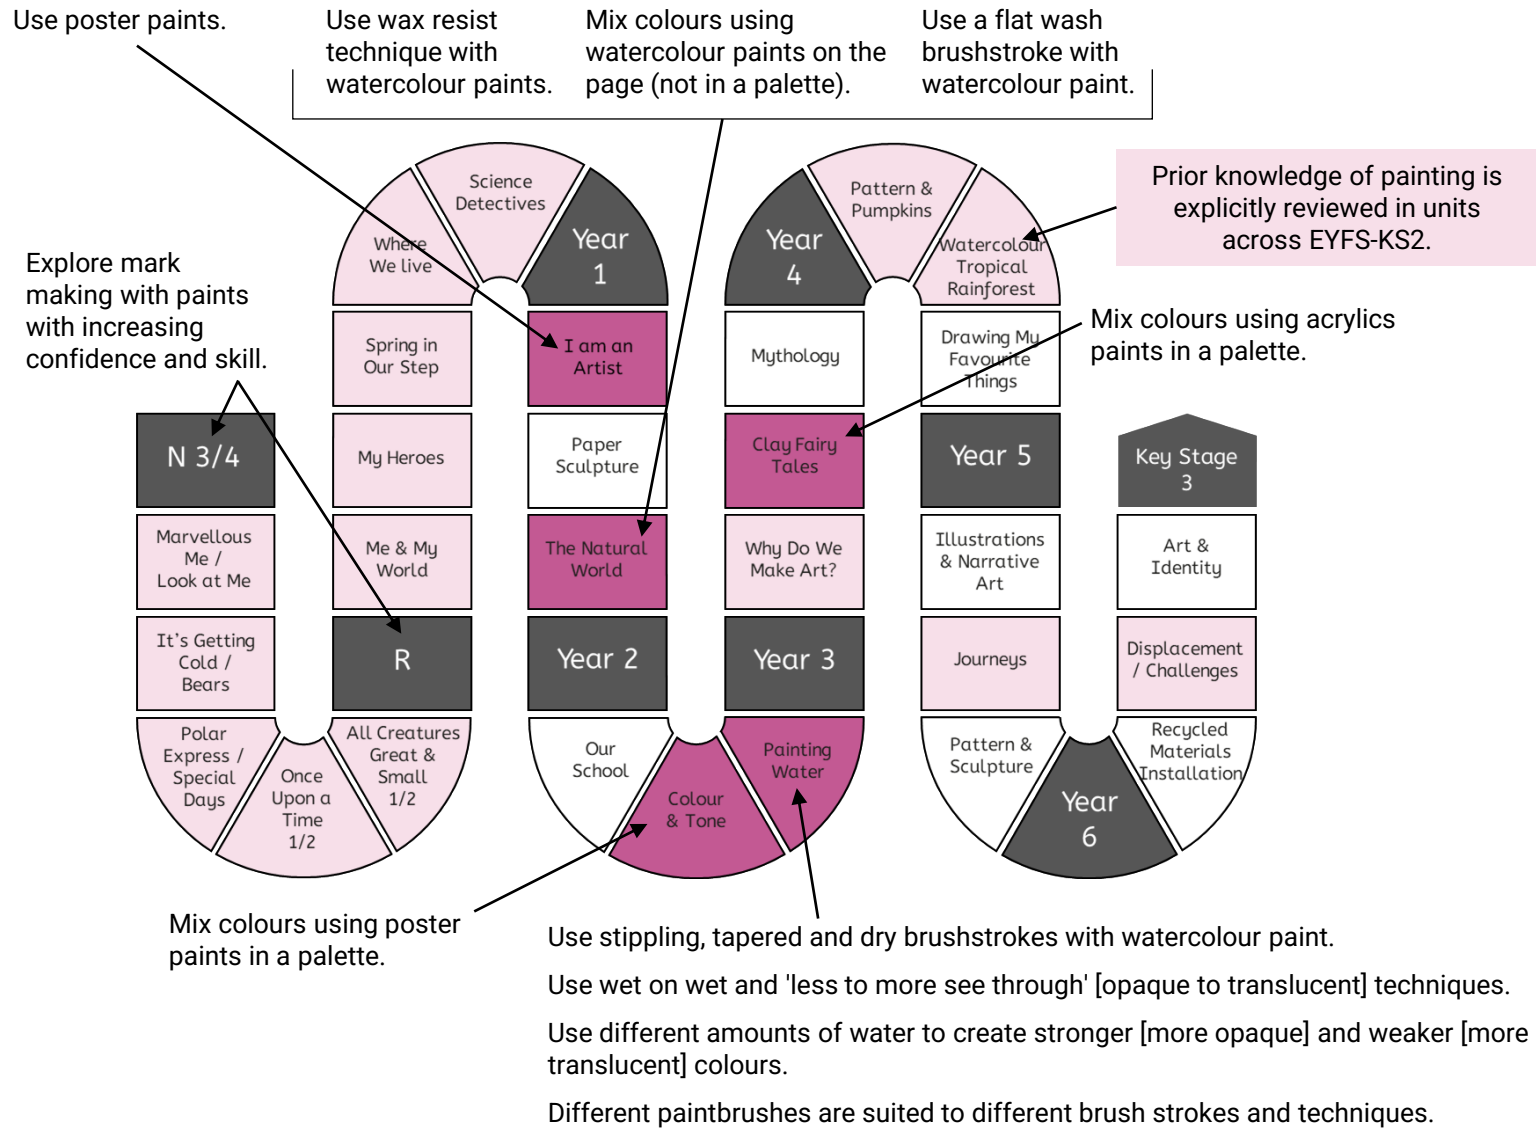 Use poster paints.
Use wax resist
technique with
watercolour paints.
Mix colours using
watercolour paints on the
page (not in a palette).
Use a flat wash
brushstroke with
watercolour paint.
Prior knowledge of painting is
explicitly reviewed in units
across EYFS-KS2.
Explore mark
making with paints
with increasing
confidence and skill.
Mix colours using acrylics
paints in a palette.
N 3/4
Marvellous
Me /
Look at Me
It's Getting
Cold /
Bears
Polar
Express /
Special
Days
Once
Upon a
Time
1/2
All Creatures
Great &
Small
1/2
R
Me & My
World
My Heroes
Spring in
Our Step
Where
We live
Science
Detectives
Year
1
I am an
Artist
Paper
Sculpture
The Natural
World
Year 2
Our
School
Colour
& Tone
Painting
Water
Year 3
Why Do We
Make Art?
Clay Fairy
Tales
Mythology
Year
4
Pattern &
Pumpkins
Watercolour
Tropical
Rainforest
Drawing My
Favourite
Things
Year 5
Illustrations
& Narrative
Art
Journeys
Pattern &
Sculpture
Year
6
Recycled
Materials
Installation
Displacement
/ Challenges
Art &
Identity
Key Stage
3
Mix colours using poster
paints in a palette.
Use stippling, tapered and dry brushstrokes with watercolour paint.
Use wet on wet and 'less to more see through' [opaque to translucent] techniques.
Use different amounts of water to create stronger [more opaque] and weaker [more
translucent] colours.
Different paintbrushes are suited to different brush strokes and techniques.